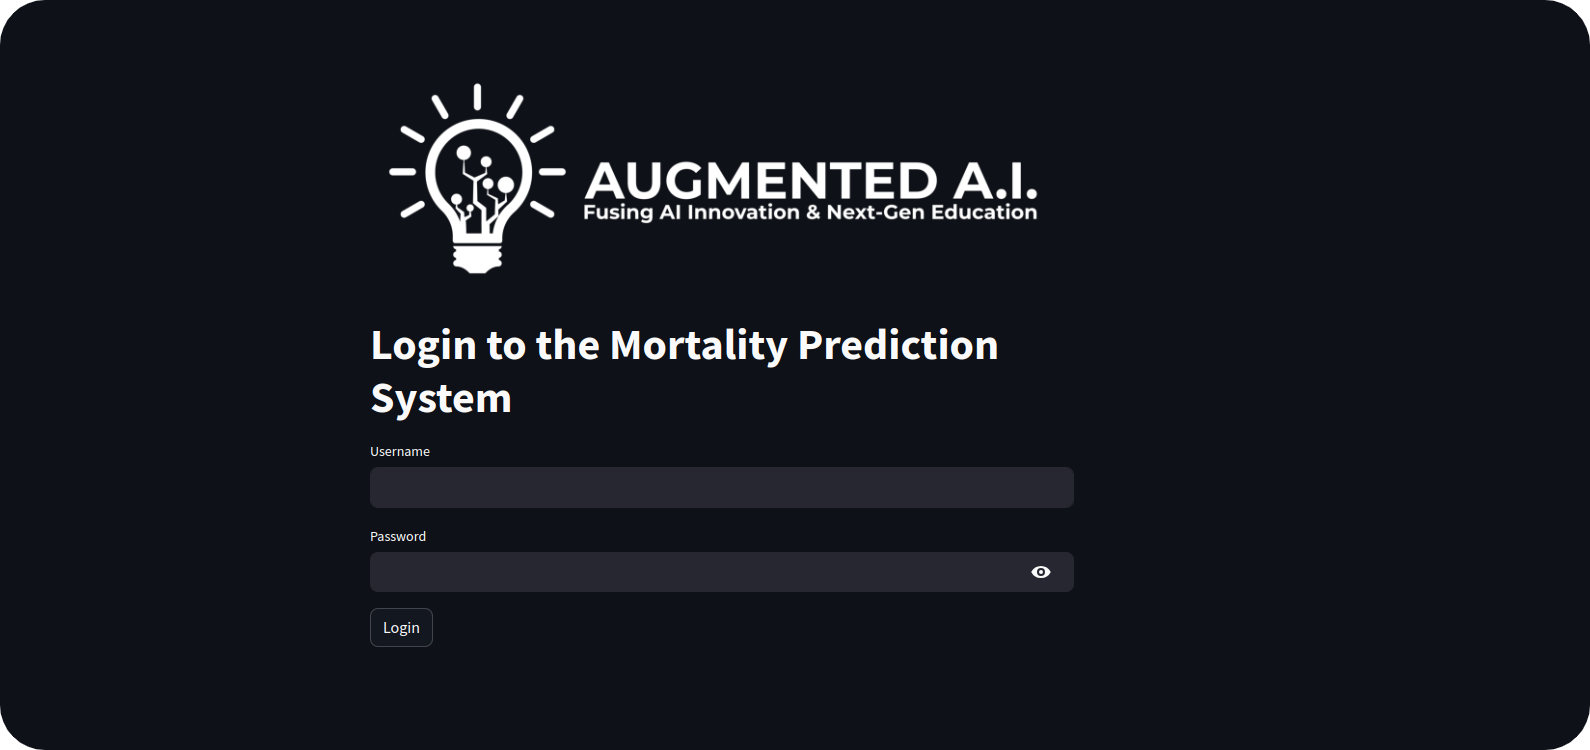 AUGMENTED A.I.
Fusing AI Innovation & Next-Gen Education
Login to the Mortality Prediction
System
Username
Password
Login